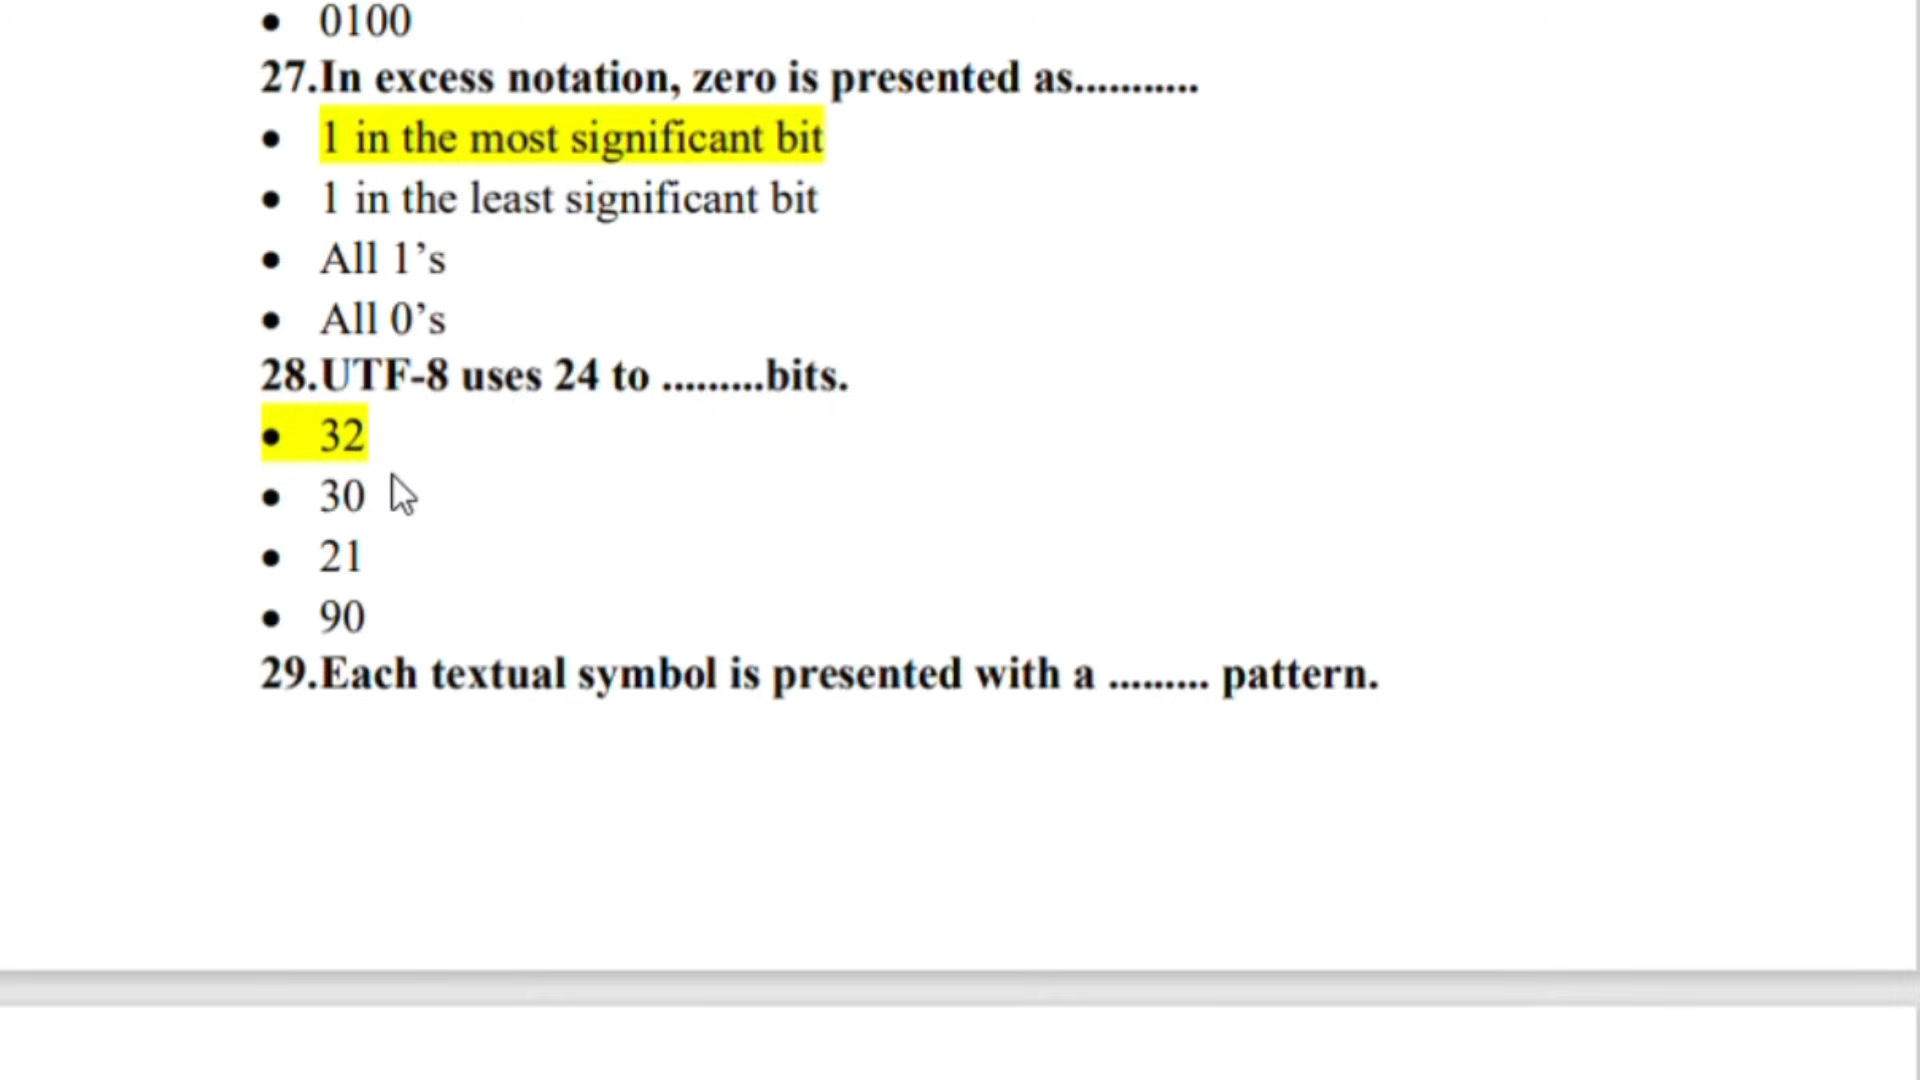 • 0100
27.In excess notation, zero is presented as...........
• 1 in the most significant bit
• 1 in the least significant bit
• All 1’s
• All 0’s
28.UTF-8 uses 24 to .........bits.
• 32
• 30
• 21
• 90
29.Each textual symbol is presented with a ......... pattern.